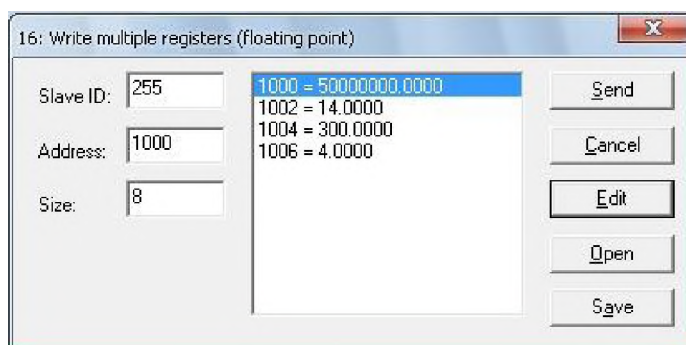 16: Write multiple registers (floating point)
X
Slave ID: 255
Address: 1000
Size: 8
1000 = 50000000.0000
1002 = 14.0000
1004 = 300.0000
1006 = 4.0000
Send
Cancel
Edit
Open
Save